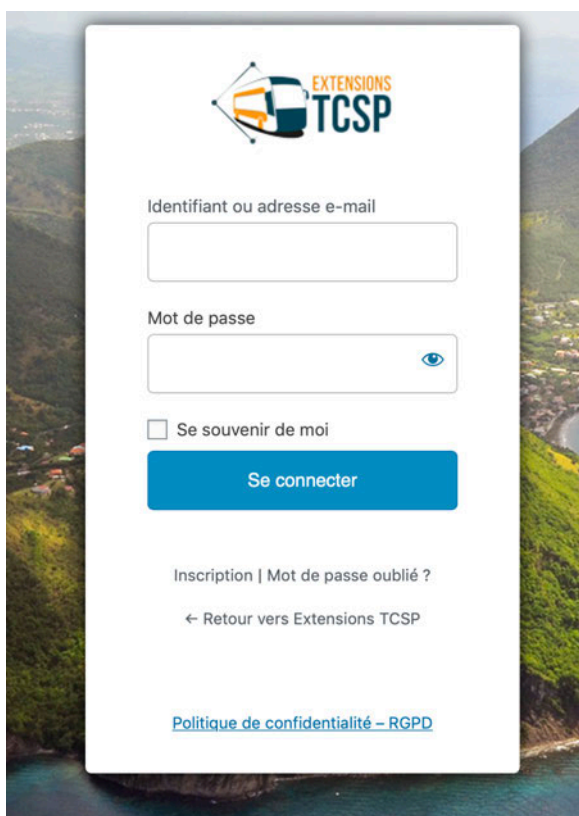 EXTENSIONS
TCSP
Identifiant ou adresse e-mail
Mot de passe
Se souvenir de moi
Se connecter
Inscription | Mot de passe oublié ?
← Retour vers Extensions TCSP
Politique de confidentialité – RGPD